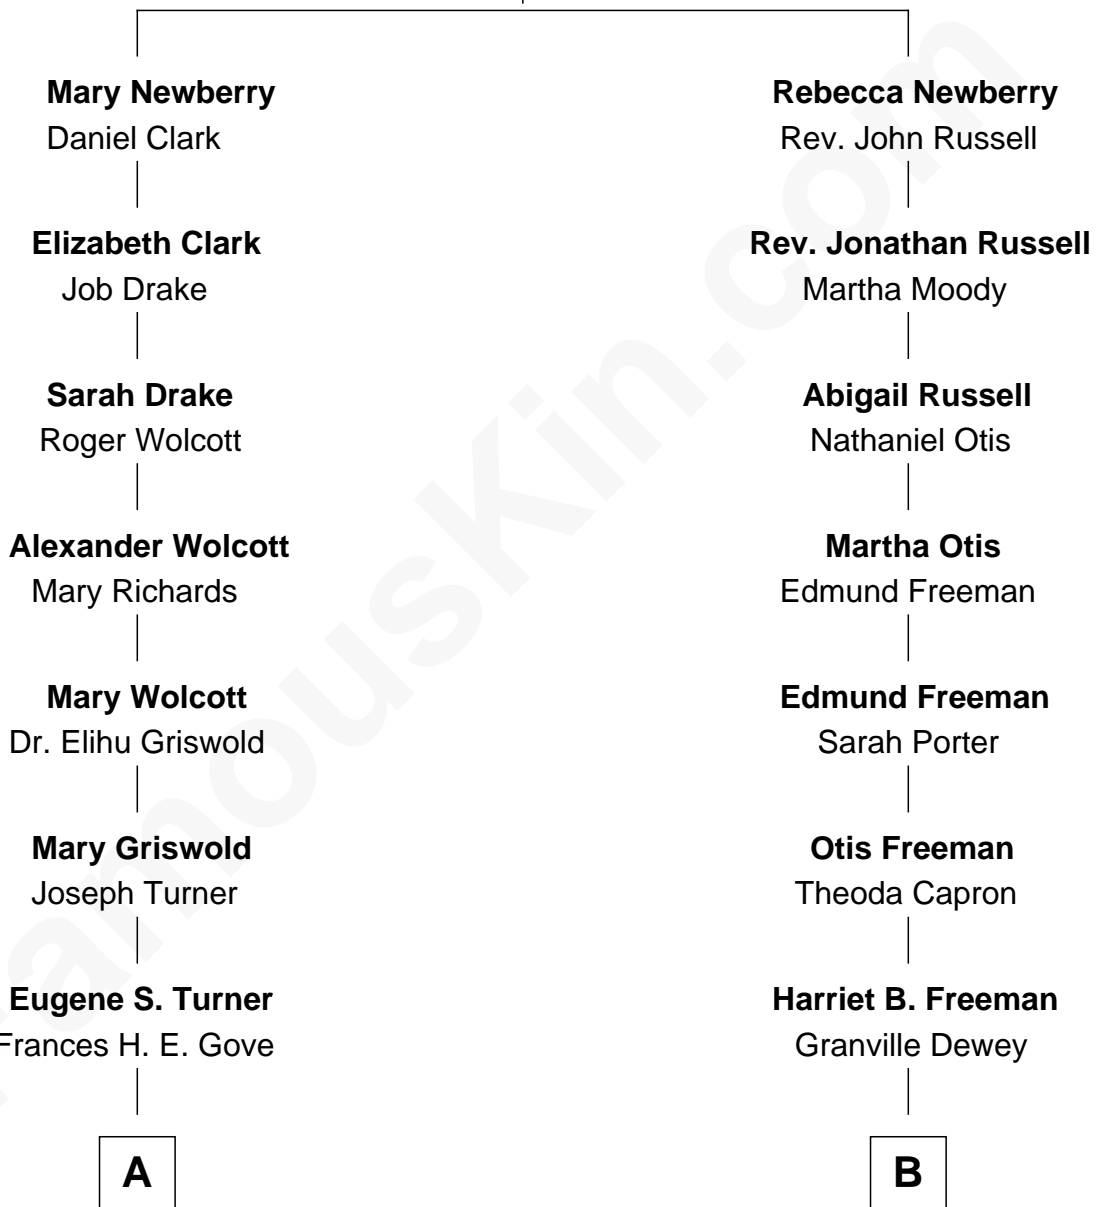 Mary Newberry
Daniel Clark
Elizabeth Clark
Job Drake
Sarah Drake
Roger Wolcott
Alexander Wolcott
Mary Richards
Mary Wolcott
Dr. Elihu Griswold
Mary Griswold
Joseph Turner
Eugene S. Turner
Frances H. E. Gove
A
Rebecca Newberry
Rev. John Russell
Rev. Jonathan Russell
Martha Moody
Abigail Russell
Nathaniel Otis
Martha Otis
Edmund Freeman
Edmund Freeman
Sarah Porter
Otis Freeman
Theoda Capron
Harriet B. Freeman
Granville Dewey
B
FamousKin.com